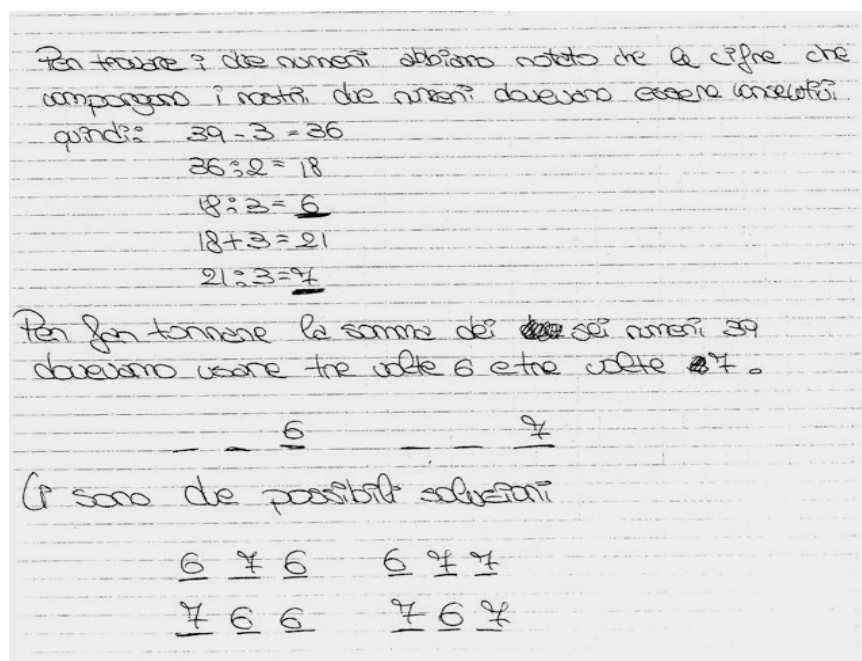 Per trovare i due numeri abbiamo notato che le cifre che
compongono i nostri due numeri dovevano essere consecutivi
quindi: 39 - 3 = 36
36 : 2 = 18
18 : 3 = 6
18 + 3 = 21
21 : 3 = 7
Per far tornare la somma dei sei numeri 39
dovevamo usare tre volte 6 e tre volte 7.
_ _ 6 _ _ 7
Ci sono due possibili soluzioni
6 7 6 6 7 7
7 6 6 7 6 7